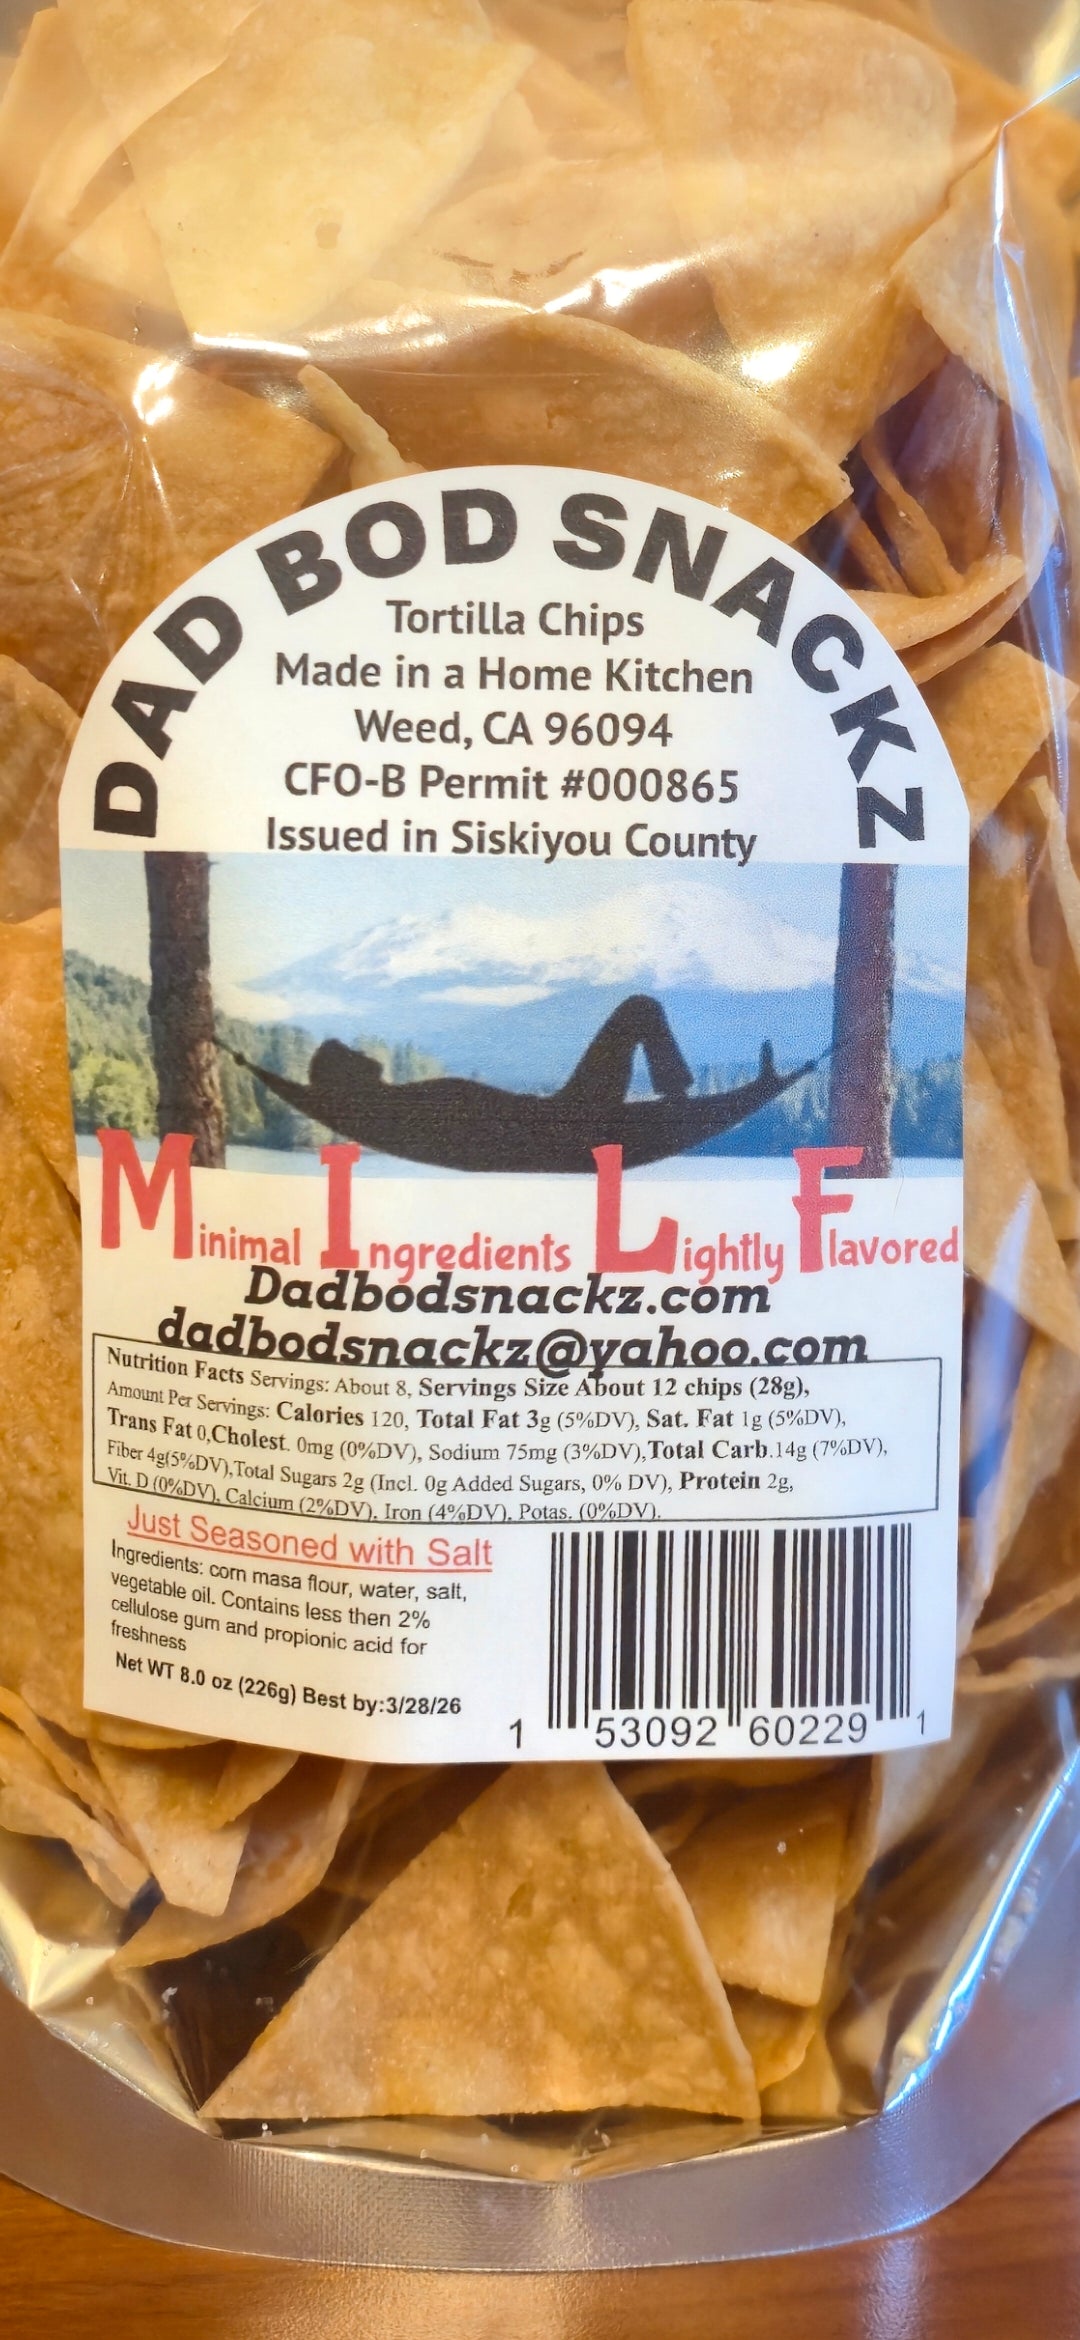 DAD BOD SNACKZ
Tortilla Chips
Made in a Home Kitchen
Weed, CA 96094
CFO-B Permit #000865
Issued in Siskiyou County
Minimal Ingredients Lightly Flavored
Dadbodsnackz.com
dadbodsnackz@yahoo.com
Nutrition Facts Servings: About 8, Servings Size About 12 chips (28g),
Amount Per Servings: Calories 120, Total Fat 3g (5%DV), Sat. Fat 1g (5%DV),
Trans Fat 0,Cholest. 0mg (0%DV), Sodium 75mg (3%DV),Total Carb.14g (7%DV),
Fiber 4g(5%DV),Total Sugars 2g (Incl. 0g Added Sugars, 0% DV), Protein 2g,
Vit. D (0%DV), Calcium (2%DV), Iron (4%DV), Potas. (0%DV).
Just Seasoned with Salt
Ingredients: corn masa flour, water, salt,
vegetable oil. Contains less then 2%
cellulose gum and propionic acid for
freshness
Net WT 8.0 oz (226g) Best by:3/28/26
1 53092 60229 1